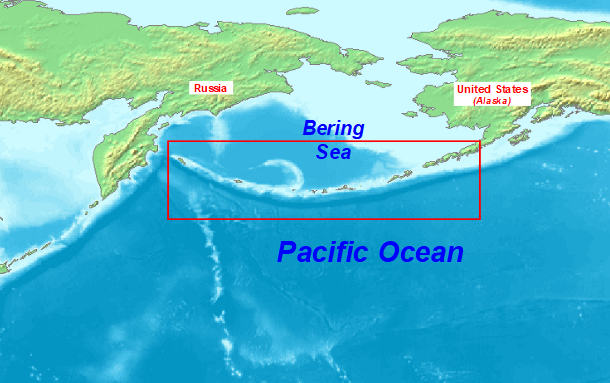 Russia
United States
(Alaska)
Bering
Sea
Pacific Ocean